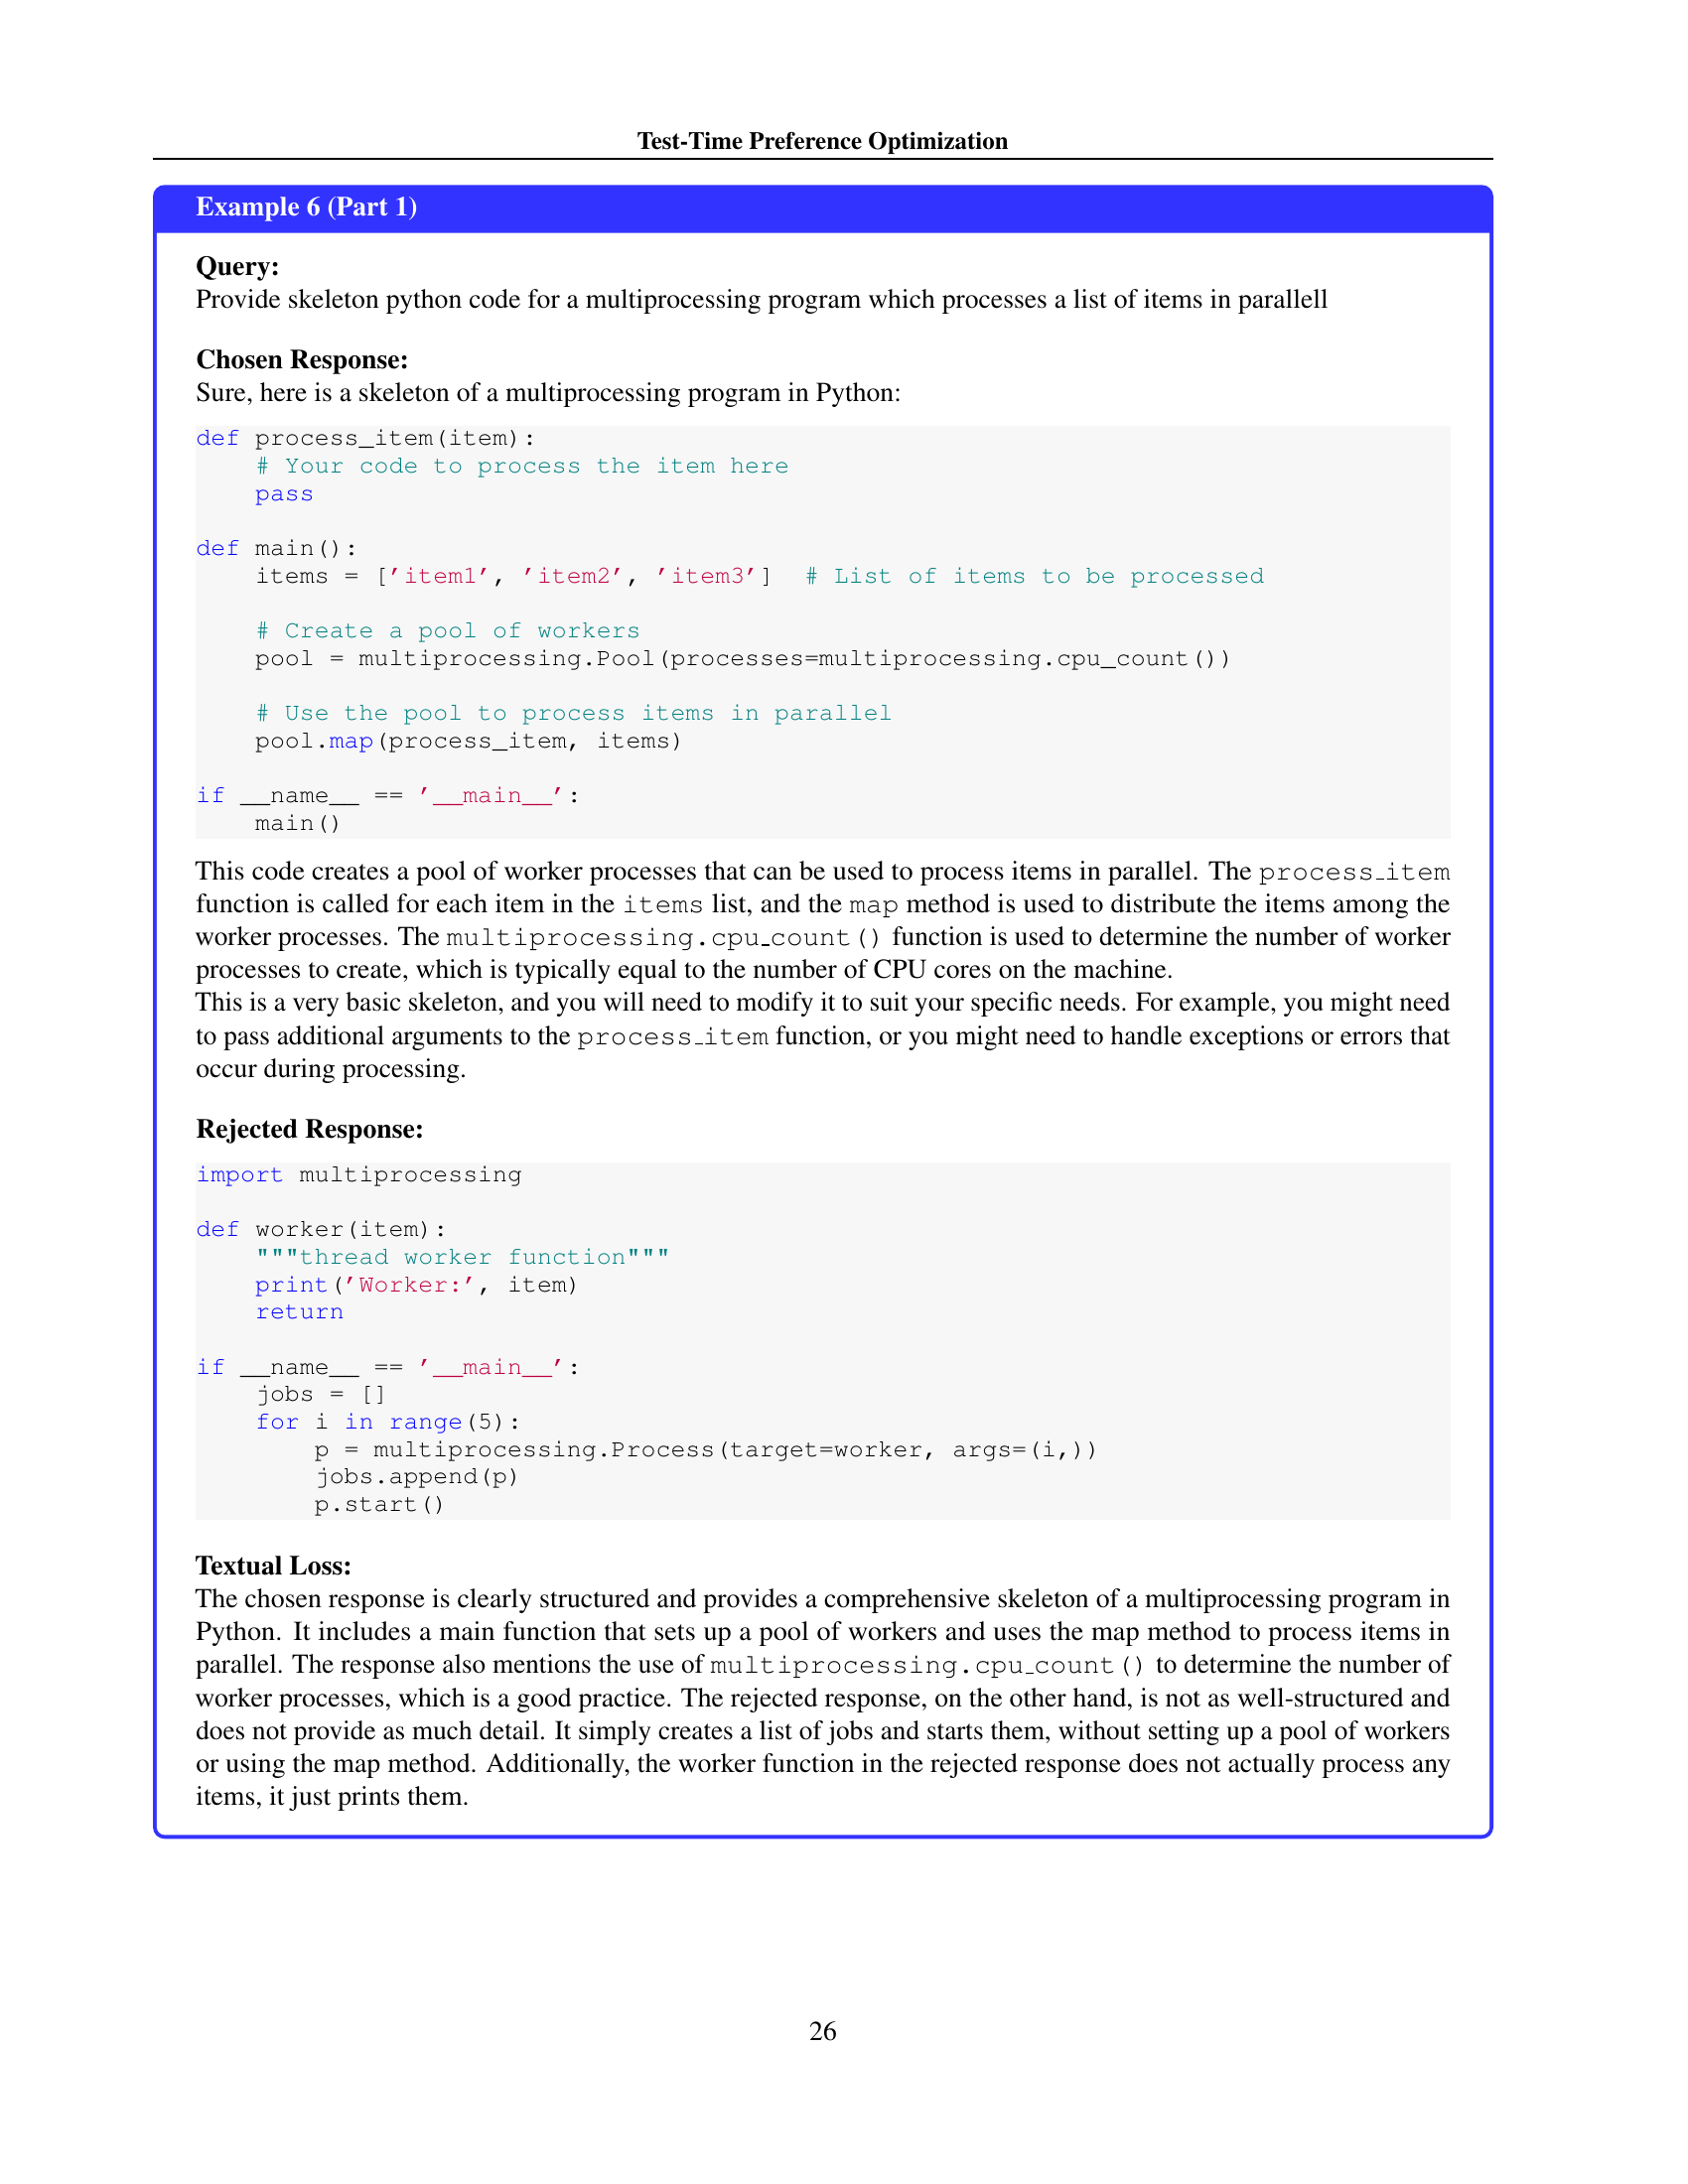 Test-Time Preference Optimization
Example 6 (Part 1)
Query:
Provide skeleton python code for a multiprocessing program which processes a list of items in parallell
Chosen Response:
Sure, here is a skeleton of a multiprocessing program in Python:
def process_item(item):
    # Your code to process the item here
    pass
def main():
    items = ['item1', 'item2', 'item3']  # List of items to be processed
    # Create a pool of workers
    pool = multiprocessing.Pool(processes=multiprocessing.cpu_count())
    # Use the pool to process items in parallel
    pool.map(process_item, items)
if __name__ == '__main__':
    main()
This code creates a pool of worker processes that can be used to process items in parallel. The process_item
function is called for each item in the items list, and the map method is used to distribute the items among the
worker processes. The multiprocessing.cpu_count() function is used to determine the number of worker
processes to create, which is typically equal to the number of CPU cores on the machine.
This is a very basic skeleton, and you will need to modify it to suit your specific needs. For example, you might need
to pass additional arguments to the process_item function, or you might need to handle exceptions or errors that
occur during processing.
Rejected Response:
import multiprocessing
def worker(item):
    """thread worker function"""
    print('Worker:', item)
    return
if __name__ == '__main__':
    jobs = []
    for i in range(5):
        p = multiprocessing.Process(target=worker, args=(i,))
        jobs.append(p)
        p.start()
Textual Loss:
The chosen response is clearly structured and provides a comprehensive skeleton of a multiprocessing program in
Python. It includes a main function that sets up a pool of workers and uses the map method to process items in
parallel. The response also mentions the use of multiprocessing.cpu_count() to determine the number of
worker processes, which is a good practice. The rejected response, on the other hand, is not as well-structured and
does not provide as much detail. It simply creates a list of jobs and starts them, without setting up a pool of workers
or using the map method. Additionally, the worker function in the rejected response does not actually process any
items, it just prints them.
26